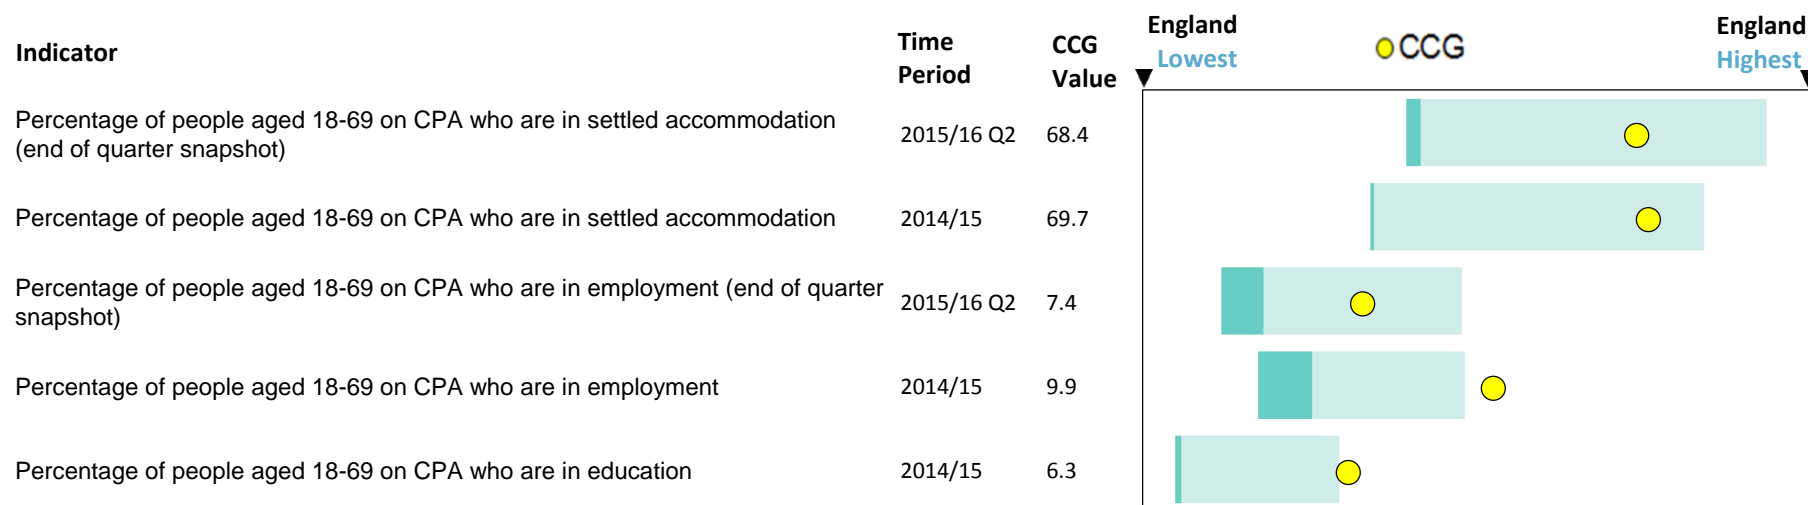 Indicator
Time
Period
CCG
Value
England
Lowest
CCG
England
Highest
Percentage of people aged 18-69 on CPA who are in settled accommodation
(end of quarter snapshot)
2015/16 Q2
68.4
Percentage of people aged 18-69 on CPA who are in settled accommodation
2014/15
69.7
Percentage of people aged 18-69 on CPA who are in employment (end of quarter
snapshot)
2015/16 Q2
7.4
Percentage of people aged 18-69 on CPA who are in employment
2014/15
9.9
Percentage of people aged 18-69 on CPA who are in education
2014/15
6.3